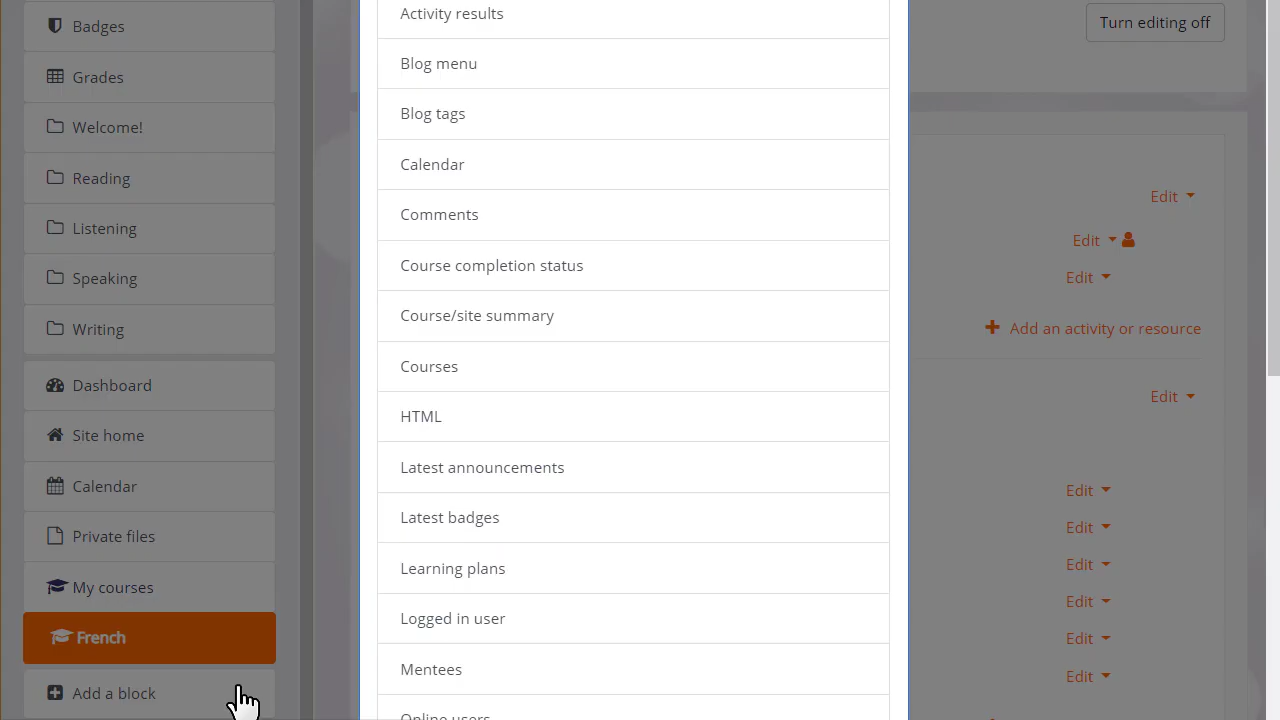 Badges
Grades
Welcome!
Reading
Listening
Speaking
Writing
Dashboard
Site home
Calendar
Private files
My courses
French
Add a block
Activity results
Blog menu
Blog tags
Calendar
Comments
Course completion status
Course/site summary
Courses
HTML
Latest announcements
Latest badges
Learning plans
Logged in user
Mentees
Online users
Turn editing off
Edit
Edit
Edit
Add an activity or resource
Edit
Edit
Edit
Edit
Edit
Edit
Edit